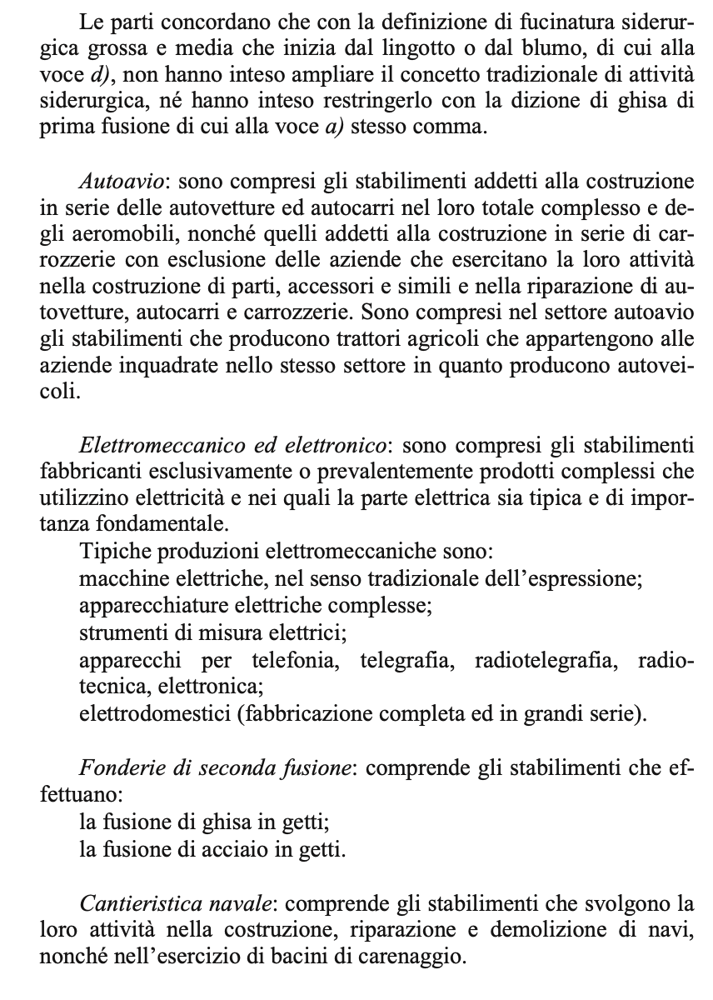 Le parti concordano che con la definizione di fucinatura siderur-
gica grossa e media che inizia dal lingotto o dal blumo, di cui alla
voce d), non hanno inteso ampliare il concetto tradizionale di attività
siderurgica, né hanno inteso restringerlo con la dizione di ghisa di
prima fusione di cui alla voce a) stesso comma.
Autoavio: sono compresi gli stabilimenti addetti alla costruzione
in serie delle autovetture ed autocarri nel loro totale complesso e de-
gli aeromobili, nonché quelli addetti alla costruzione in serie di car-
rozzerie con esclusione delle aziende che esercitano la loro attività
nella costruzione di parti, accessori e simili e nella riparazione di au-
tovetture, autocarri e carrozzerie. Sono compresi nel settore autoavio
gli stabilimenti che producono trattori agricoli che appartengono alle
aziende inquadrate nello stesso settore in quanto producono autovei-
coli.
Elettromeccanico ed elettronico: sono compresi gli stabilimenti
fabbricanti esclusivamente o prevalentemente prodotti complessi che
utilizzino elettricità e nei quali la parte elettrica sia tipica e di impor-
tanza fondamentale.
Tipiche produzioni elettromeccaniche sono:
macchine elettriche, nel senso tradizionale dell’espressione;
apparecchiature elettriche complesse;
strumenti di misura elettrici;
apparecchi per telefonia, telegrafia, radiotelegrafia, radio-
tecnica, elettronica;
elettrodomestici (fabbricazione completa ed in grandi serie).
Fonderie di seconda fusione: comprende gli stabilimenti che ef-
fettuano:
la fusione di ghisa in getti;
la fusione di acciaio in getti.
Cantieristica navale: comprende gli stabilimenti che svolgono la
loro attività nella costruzione, riparazione e demolizione di navi,
nonché nell’esercizio di bacini di carenaggio.